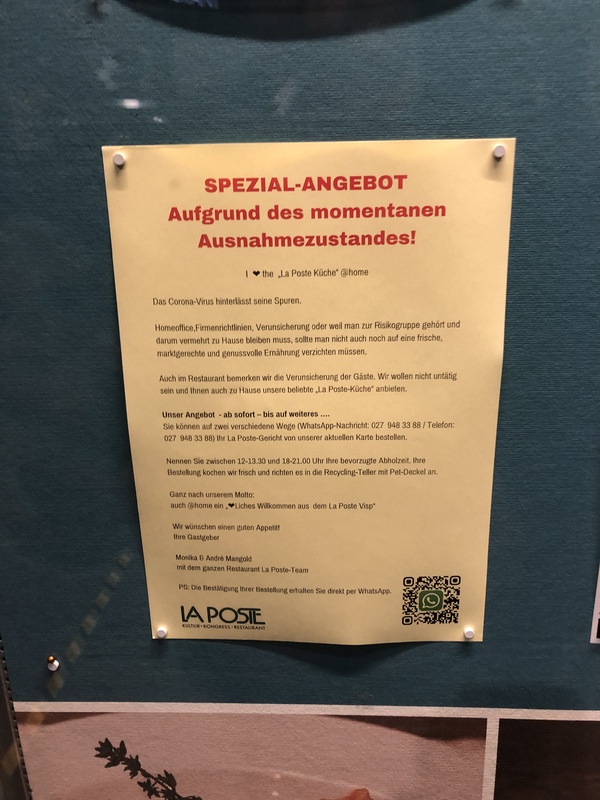 SPEZIAL-ANGEBOT
Aufgrund des momentanen
Ausnahmezustandes!
I ❤ the „La Poste Küche“ @home
Das Corona-Virus hinterlässt seine Spuren.
Homeoffice,Firmenrichtlinien, Verunsicherung oder weil man zur Risikogruppe gehört und
darum vermehrt zu Hause bleiben muss, sollte man nicht auch noch auf eine frische,
marktgerechte und genussvolle Ernährung verzichten müssen.
Auch im Restaurant bemerken wir die Verunsicherung der Gäste. Wir wollen nicht untätig
sein und Ihnen auch zu Hause unsere beliebte „La Poste-Küche“ anbieten.
Unser Angebot - ab sofort – bis auf weiteres ....
Sie können auf zwei verschiedene Wege (WhatsApp-Nachricht: 027 948 33 88 / Telefon:
027 948 33 88) Ihr La Poste-Gericht von unserer aktuellen Karte bestellen.
Nennen Sie zwischen 12-13.30 und 18-21.00 Uhr Ihre bevorzugte Abholzeit. Ihre
Bestellung kochen wir frisch und richten es in die Recycling-Teller mit Pet-Deckel an.
Ganz nach unserem Motto:
auch @home ein „❤Liches Willkommen aus dem La Poste Visp“
Wir wünschen einen guten Appetit!
Ihre Gastgeber
Monika & André Mangold
mit dem ganzen Restaurant La Poste-Team
PS: Die Bestätigung Ihrer Bestellung erhalten Sie direkt per WhatsApp.
LA POSTE
KULTUR•KONGRESS•RESTAURANT